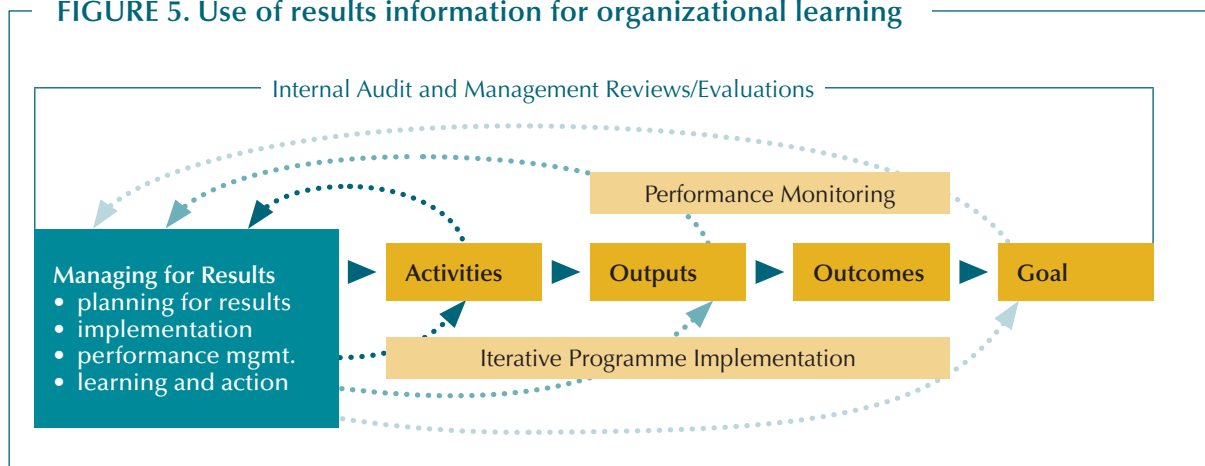 FIGURE 5. Use of results information for organizational learning
Internal Audit and Management Reviews/Evaluations
Performance Monitoring
Managing for Results
• planning for results
• implementation
• performance mgmt.
• learning and action
Activities
Outputs
Outcomes
Goal
Iterative Programme Implementation